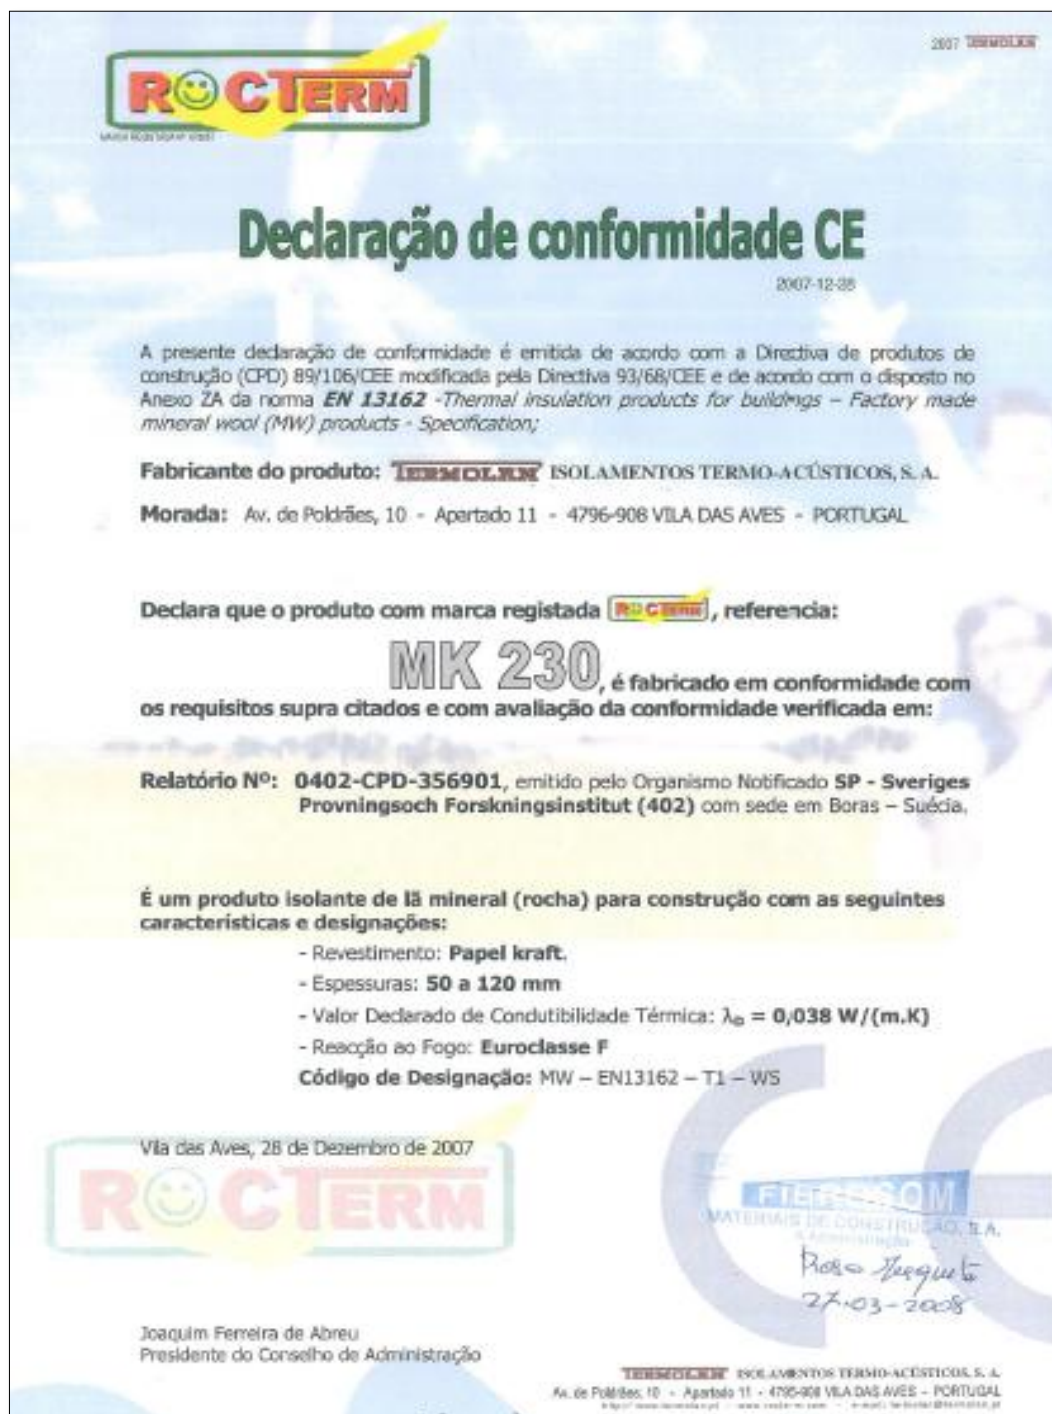 2007 TERMOLAN
ROCTERM
Declaração de conformidade CE
2007-12-28
A presente declaração de conformidade é emitida de acordo com a Directiva de produtos de
construção (CPD) 89/106/CEE modificada pela Directiva 93/68/CEE e de acordo com o disposto no
Anexo ZA da norma EN 13162 -Thermal insulation products for buildings – Factory made
mineral wool (MW) products - Specification;
Fabricante do produto: TERMOLAN ISOLAMENTOS TERMO-ACÚSTICOS, S. A.
Morada: Av. de Poldrães, 10 - Apartado 11 - 4796-908 VILA DAS AVES - PORTUGAL
Declara que o produto com marca registada ROCTERM, referencia:
MK 230, é fabricado em conformidade com
os requisitos supra citados e com avaliação da conformidade verificada em:
Relatório Nº: 0402-CPD-356901, emitido pelo Organismo Notificado SP - Sveriges
Provningsoch Forskningsinstitut (402) com sede em Boras – Suécia.
É um produto isolante de lã mineral (rocha) para construção com as seguintes
características e designações:
- Revestimento: Papel kraft.
- Espessuras: 50 a 120 mm
- Valor Declarado de Condutibilidade Térmica: λD = 0,038 W/(m.K)
- Reacção ao Fogo: Euroclasse F
Código de Designação: MW – EN13162 – T1 – WS
Vila das Aves, 28 de Dezembro de 2007
ROCTERM
CE
MATERIAIS DE CONSTRUÇÃO, S.A.
A Administração
Rosa
27-03-2008
Joaquim Ferreira de Abreu
Presidente do Conselho de Administração
TERMOLAN ISOLAMENTOS TERMO-ACÚSTICOS, S. A.
Av. de Poldrães, 10 - Apartado 11 - 4795-908 VILA DAS AVES - PORTUGAL